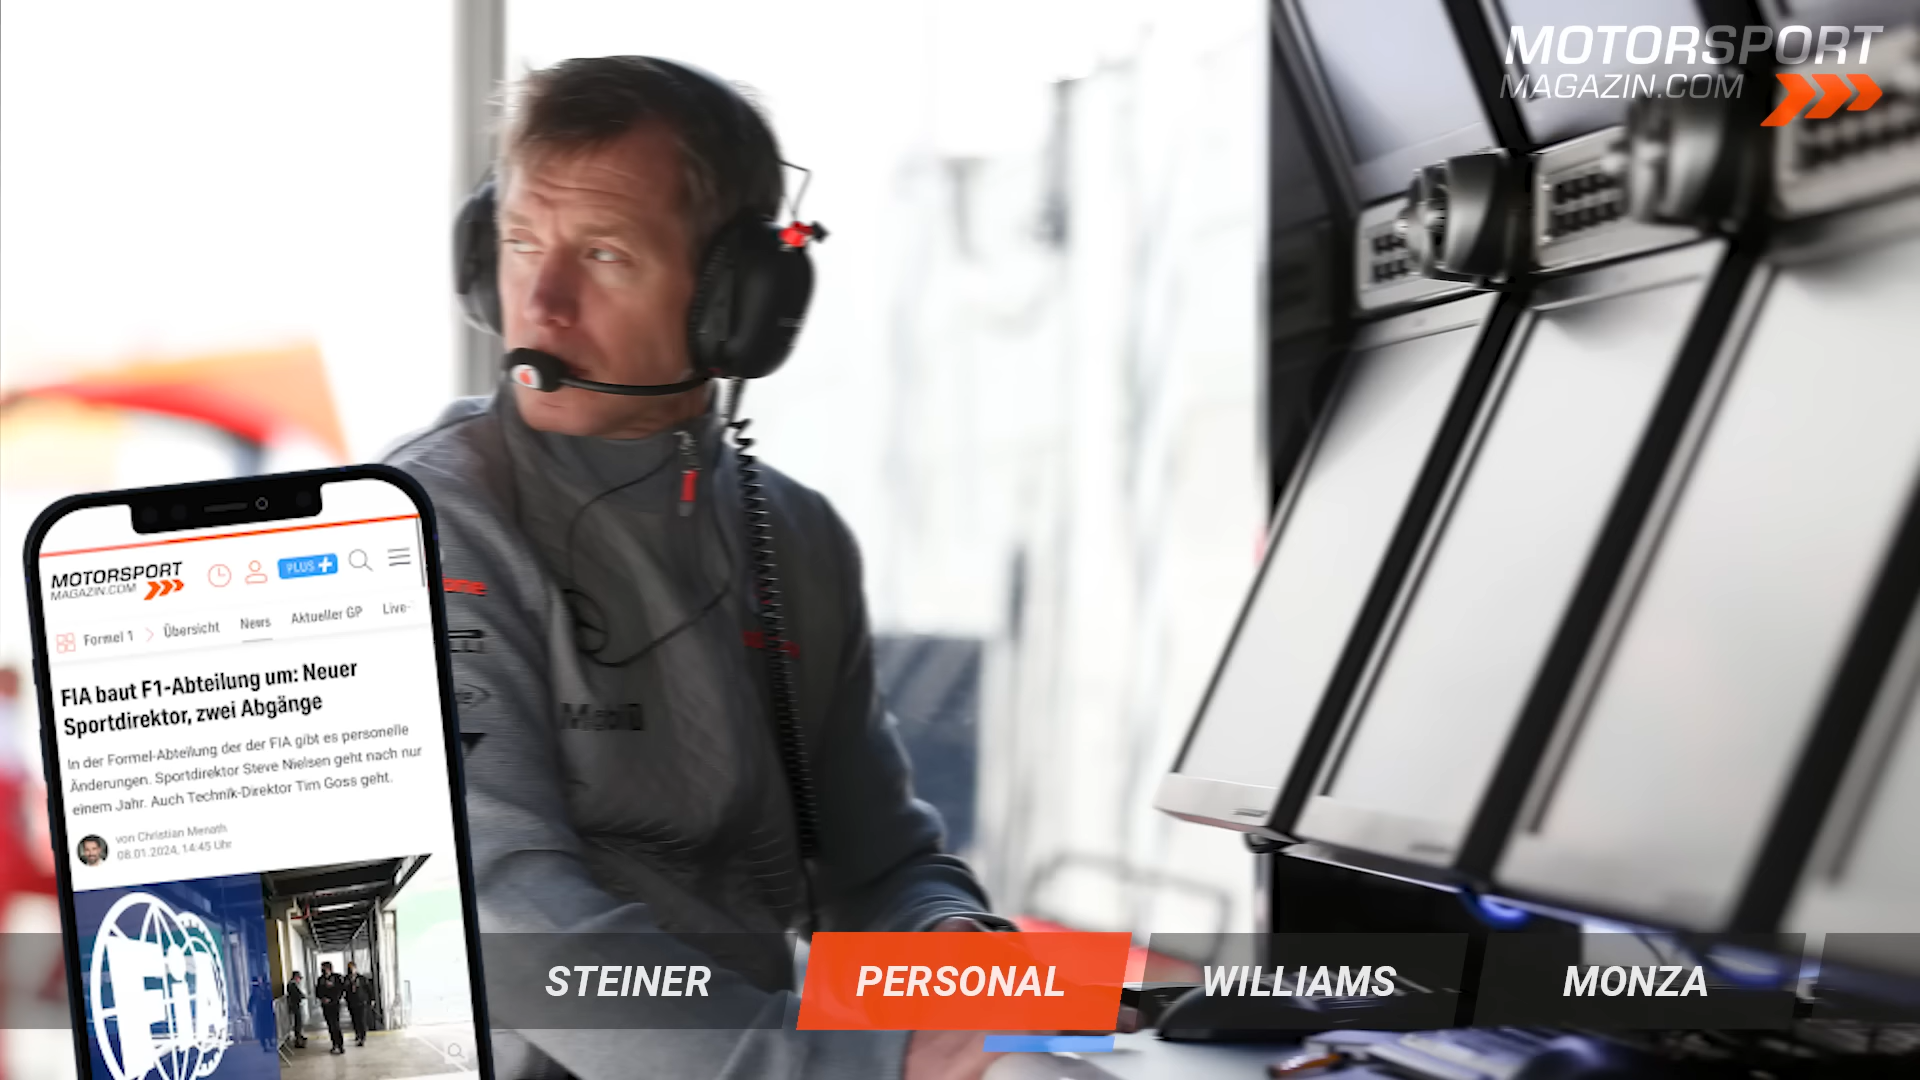 MOTORSPORT
MAGAZIN.COM
MOTORSPORT
MAGAZIN.COM
PLUS +
Formel 1 Übersicht News Aktueller GP Live-
FIA baut F1-Abteilung um: Neuer
Sportdirektor, zwei Abgänge
In der Formel-Abteilung der der FIA gibt es personelle
Änderungen. Sportdirektor Steve Nielsen geht nach nur
einem Jahr. Auch Technik-Direktor Tim Goss geht.
von Christian Menath
08.01.2024, 14:45 Uhr
FIA
Mobil
STEINER
PERSONAL
WILLIAMS
MONZA